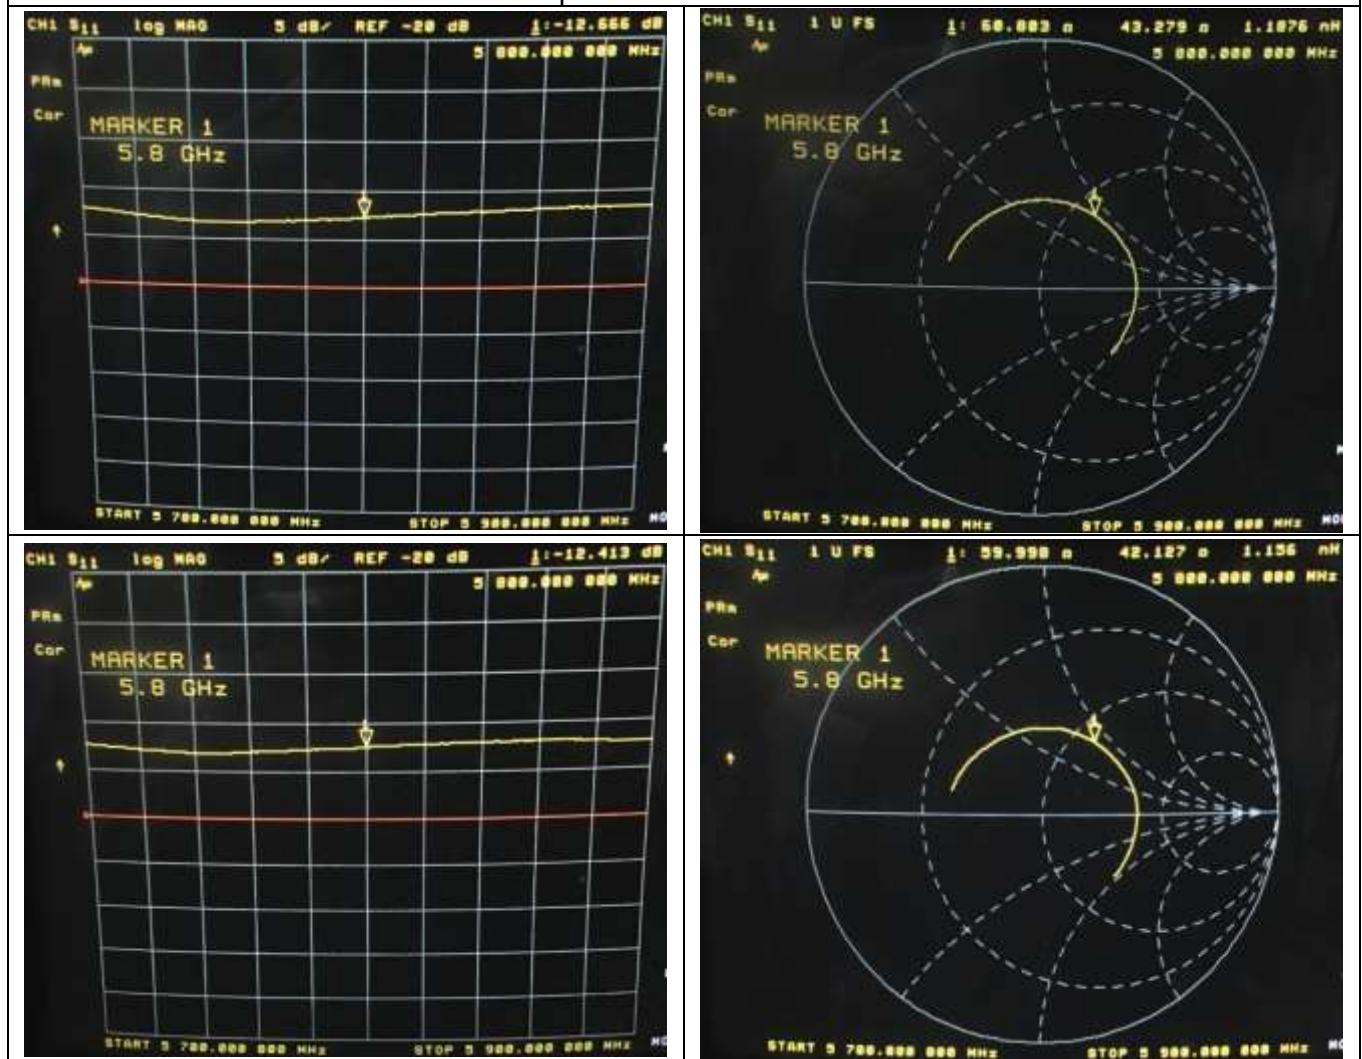 CH1 S11 log MAG 5 dB/ REF -20 dB 1:-12.666 dB
5 800.000 000 MHz
PRm
Cor
MARKER 1
5.8 GHz
START 5 700.000 000 MHz STOP 5 900.000 000 MHz
CH1 S11 1 U FS 1: 60.803 Ω 43.279 Ω 1.1876 nH
5 800.000 000 MHz
PRm
Cor
MARKER 1
5.8 GHz
START 5 700.000 000 MHz STOP 5 900.000 000 MHz
CH1 S11 log MAG 5 dB/ REF -20 dB 1:-12.413 dB
5 800.000 000 MHz
PRm
Cor
MARKER 1
5.8 GHz
START 5 700.000 000 MHz STOP 5 900.000 000 MHz
CH1 S11 1 U FS 1: 59.998 Ω 42.127 Ω 1.156 nH
5 800.000 000 MHz
PRm
Cor
MARKER 1
5.8 GHz
START 5 700.000 000 MHz STOP 5 900.000 000 MHz